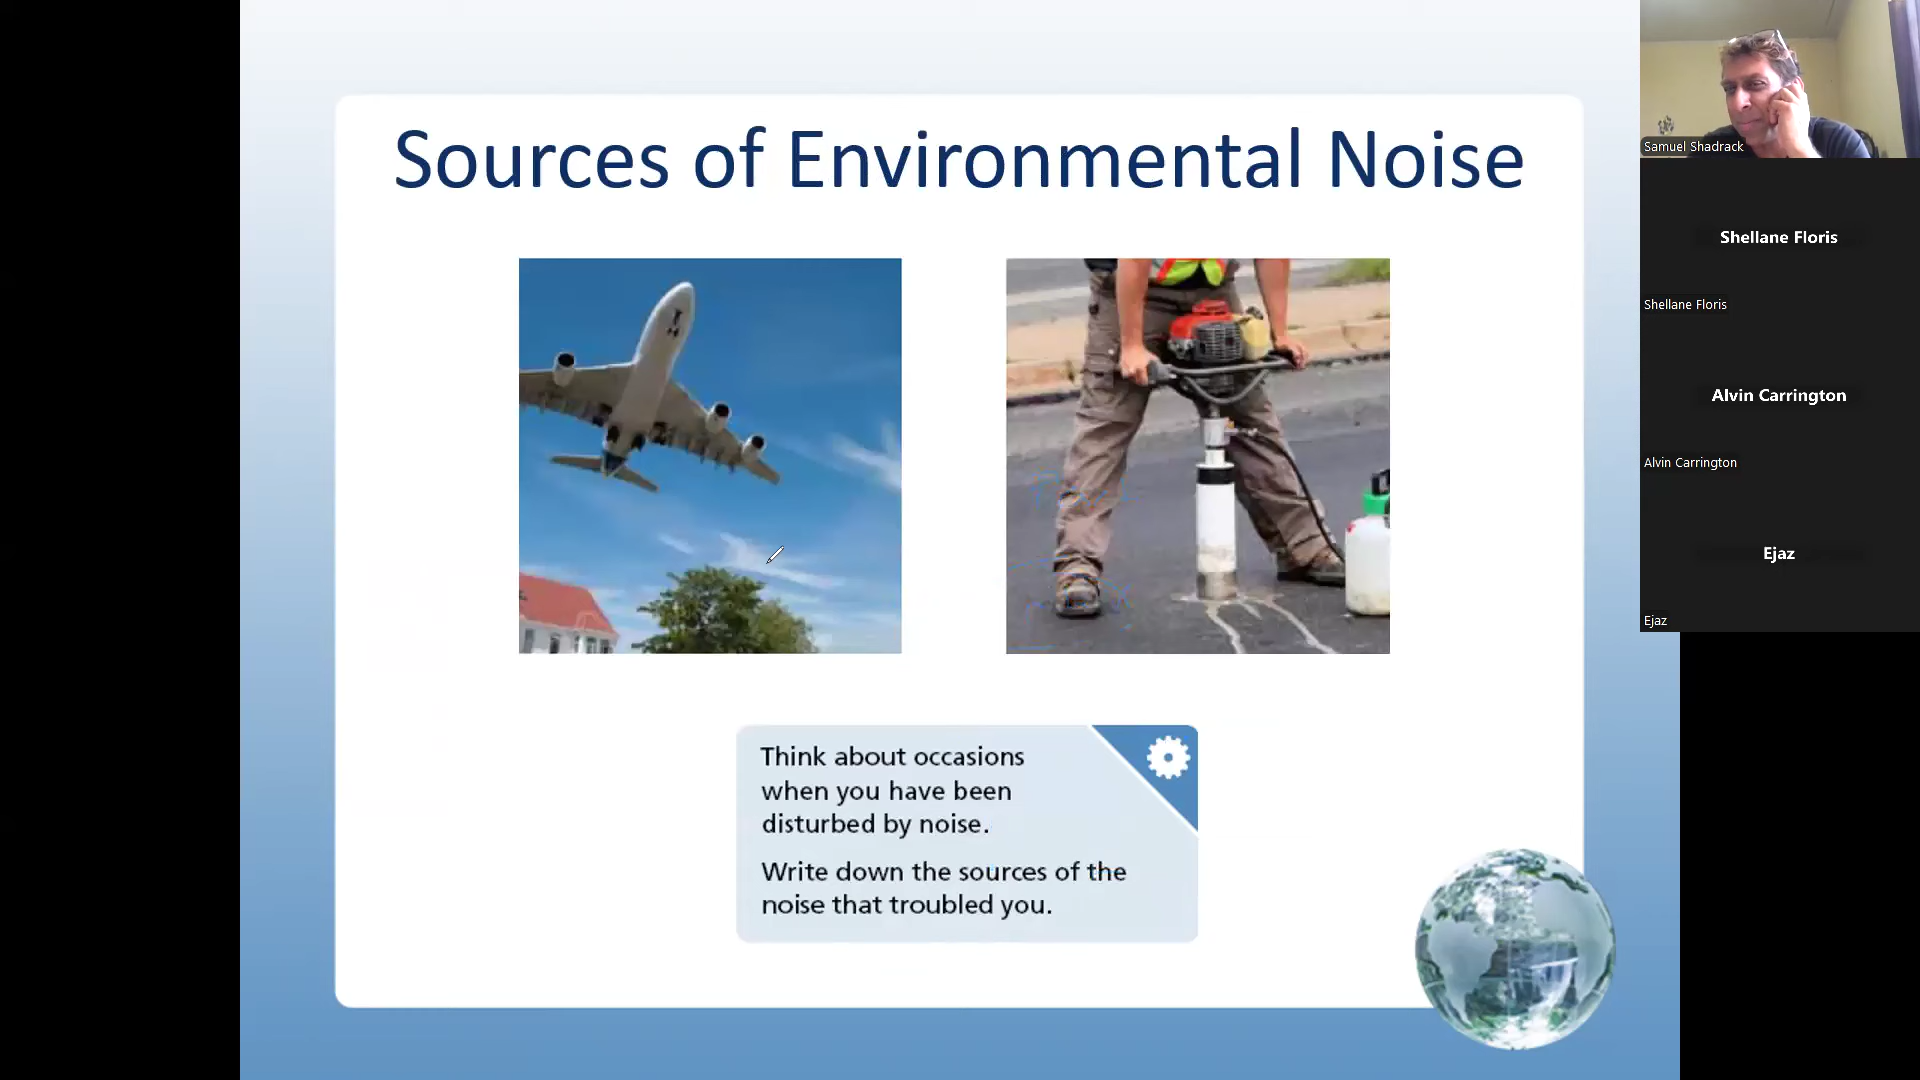 Sources of Environmental Noise
Think about occasions
when you have been
disturbed by noise.
Write down the sources of the
noise that troubled you.
Samuel Shadrack
Shellane Floris
Shellane Floris
Alvin Carrington
Alvin Carrington
Ejaz
Ejaz